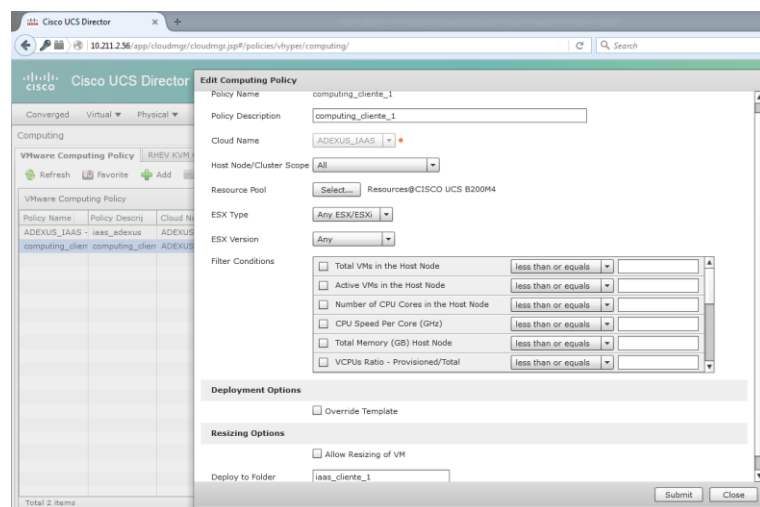 Cisco UCS Director
10.211.2.56/app/cloudmgr/cloudmgr.jsp#/policies/vhyper/computing/
Search
CISCO
Cisco UCS Director
Converged Virtual Physical
Computing
VMware Computing Policy RHEV KVM
Refresh Favorite Add
VMware Computing Policy
Policy Name Policy Descrip Cloud Na
ADEXUS_IAAS - iaas_adexus ADEXUS
computing_clien computing_clien ADEXUS
Total 2 items
Edit Computing Policy
Policy Name computing_cliente_1
Policy Description computing_cliente_1
Cloud Name ADEXUS_IAAS
Host Node/Cluster Scope All
Resource Pool Select... Resources@CISCO UCS B200M4
ESX Type Any ESX/ESXi
ESX Version Any
Filter Conditions
Total VMs in the Host Node less than or equals
Active VMs in the Host Node less than or equals
Number of CPU Cores in the Host Node less than or equals
CPU Speed Per Core (GHz) less than or equals
Total Memory (GB) Host Node less than or equals
VCPUs Ratio - Provisioned/Total less than or equals
Deployment Options
Override Template
Resizing Options
Allow Resizing of VM
Deploy to Folder iaas_cliente_1
Submit Close